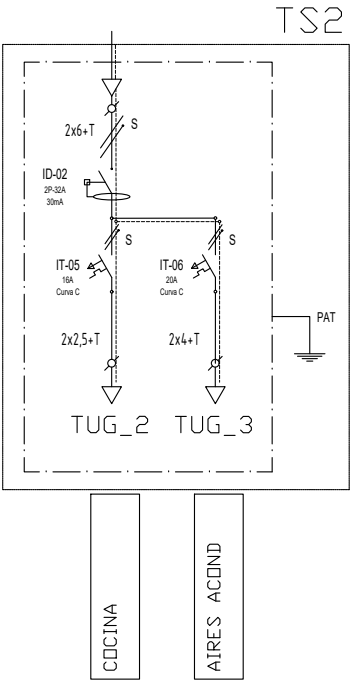 TS2
2x6+T
S
ID-02
2P-32A
30mA
S
S
IT-05
16A
Curva C
IT-06
20A
Curva C
PAT
2x2,5+T
2x4+T
TUG_2
TUG_3
COCINA
AIRES ACOND